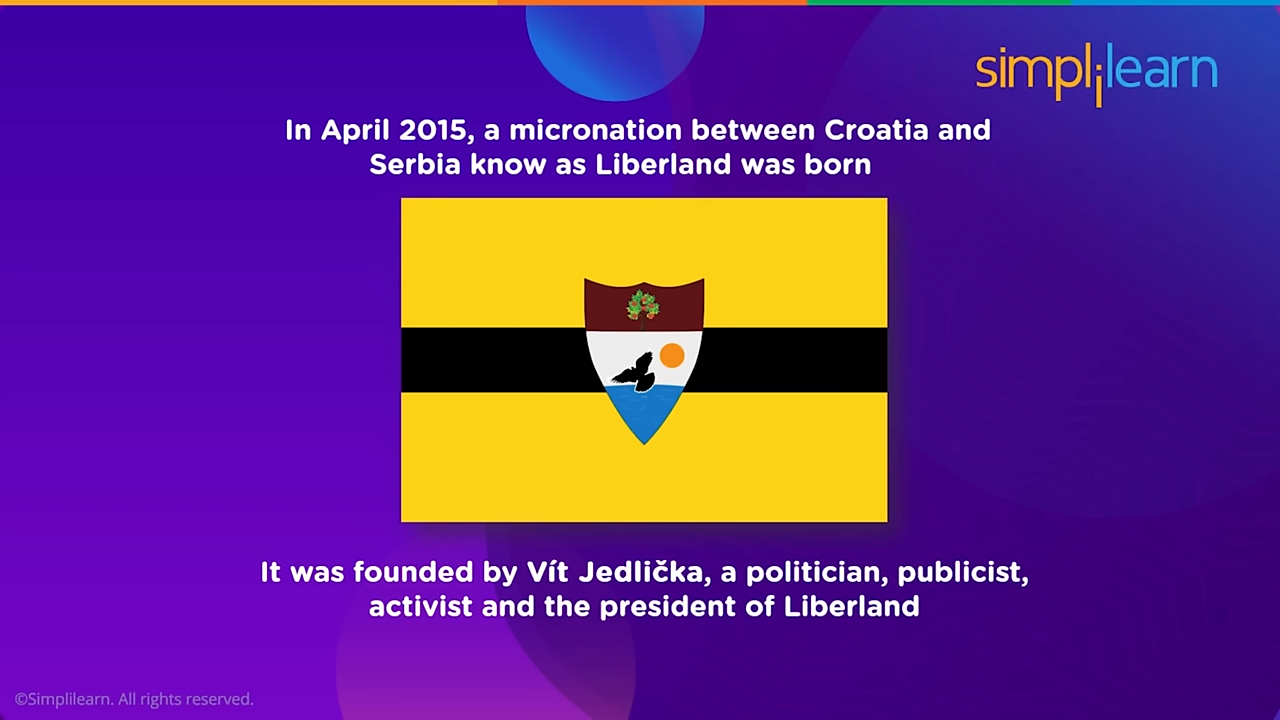 simplilearn
In April 2015, a micronation between Croatia and
Serbia know as Liberland was born
It was founded by Vít Jedlička, a politician, publicist,
activist and the president of Liberland
©Simplilearn. All rights reserved.